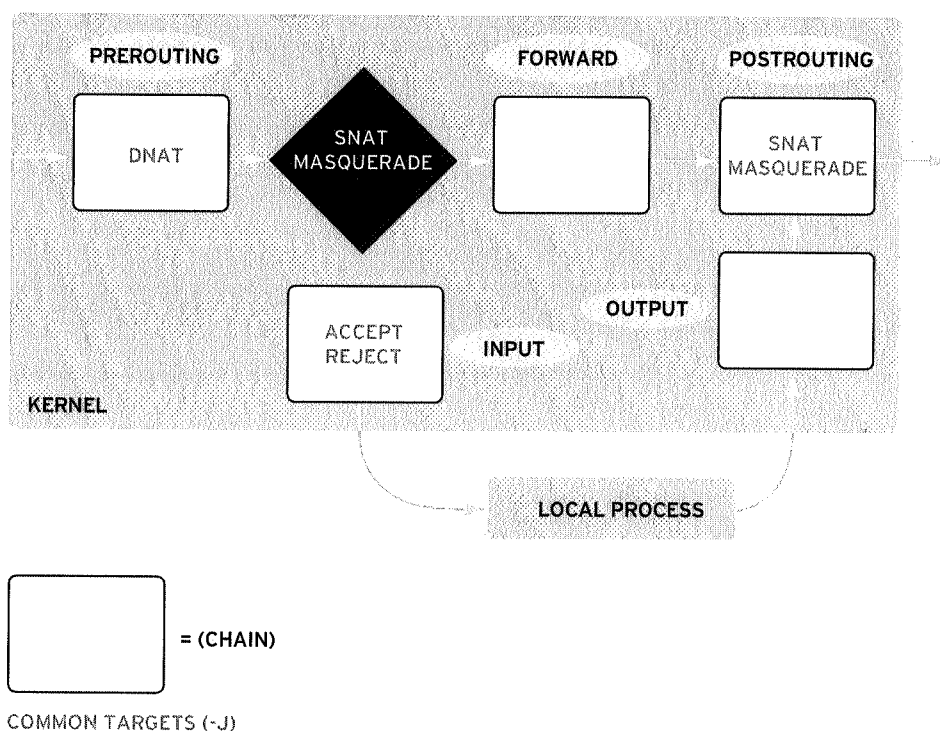 PREROUTING
FORWARD
POSTROUTING
DNAT
SNAT
MASQUERADE
SNAT
MASQUERADE
ACCEPT
REJECT
INPUT
OUTPUT
KERNEL
LOCAL PROCESS
= (CHAIN)
COMMON TARGETS (-J)